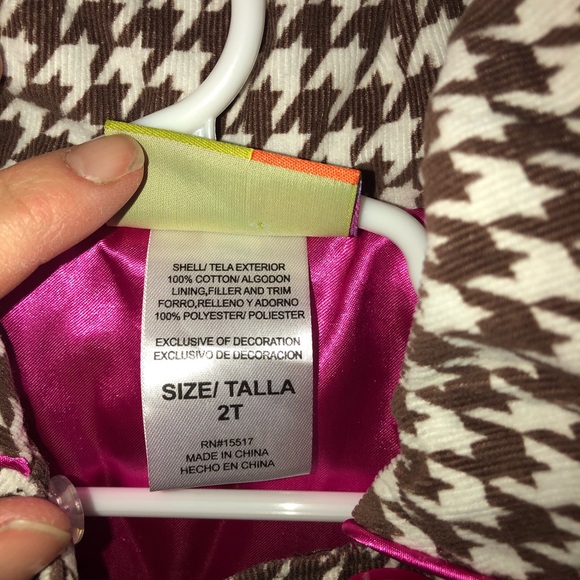 SHELL/ TELA EXTERIOR
100% COTTON/ ALGODON
LINING,FILLER AND TRIM
FORRO,RELLENO Y ADORNO
100% POLYESTER/ POLIESTER
EXCLUSIVE OF DECORATION
EXCLUSIVO DE DECORACION
SIZE/ TALLA
2T
RN#15517
MADE IN CHINA
HECHO EN CHINA